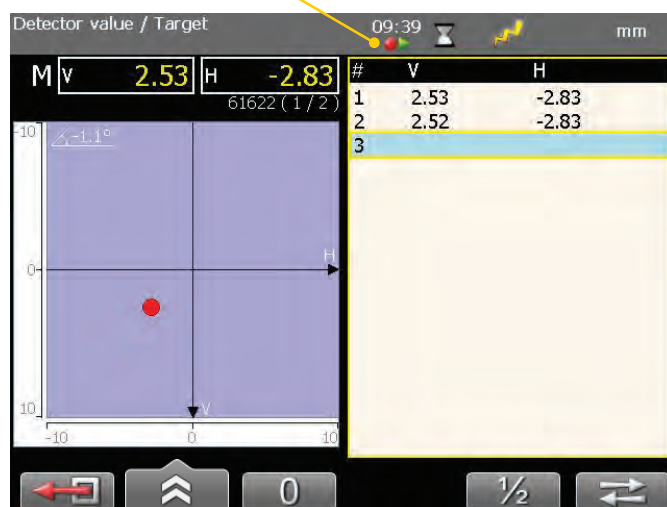 Detector value / Target 09:39 mm
M V 2.53 H -2.83
61622 ( 1 / 2 )
# V H
1 2.53 -2.83
2 2.52 -2.83
3
-10
-1.1°
0
H
10
V
-10 0 10
0 ½